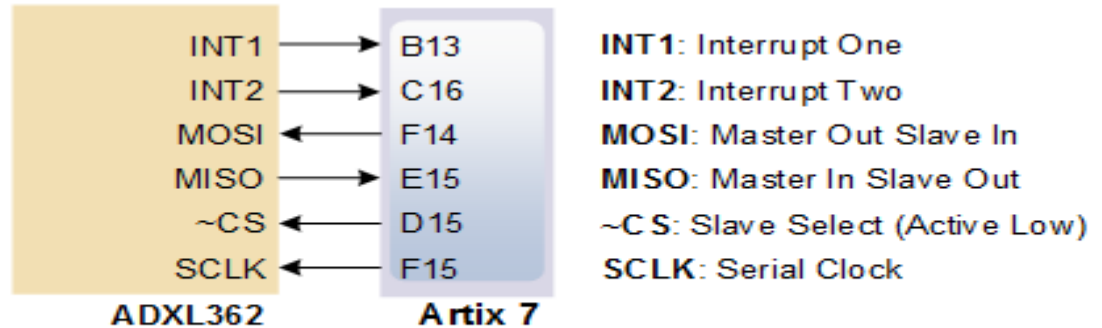 INT1 B13 INT1: Interrupt One
INT2 C16 INT2: Interrupt Two
MOSI F14 MOSI: Master Out Slave In
MISO E15 MISO: Master In Slave Out
~CS D15 ~CS: Slave Select (Active Low)
SCLK F15 SCLK: Serial Clock
ADXL362 Artix 7